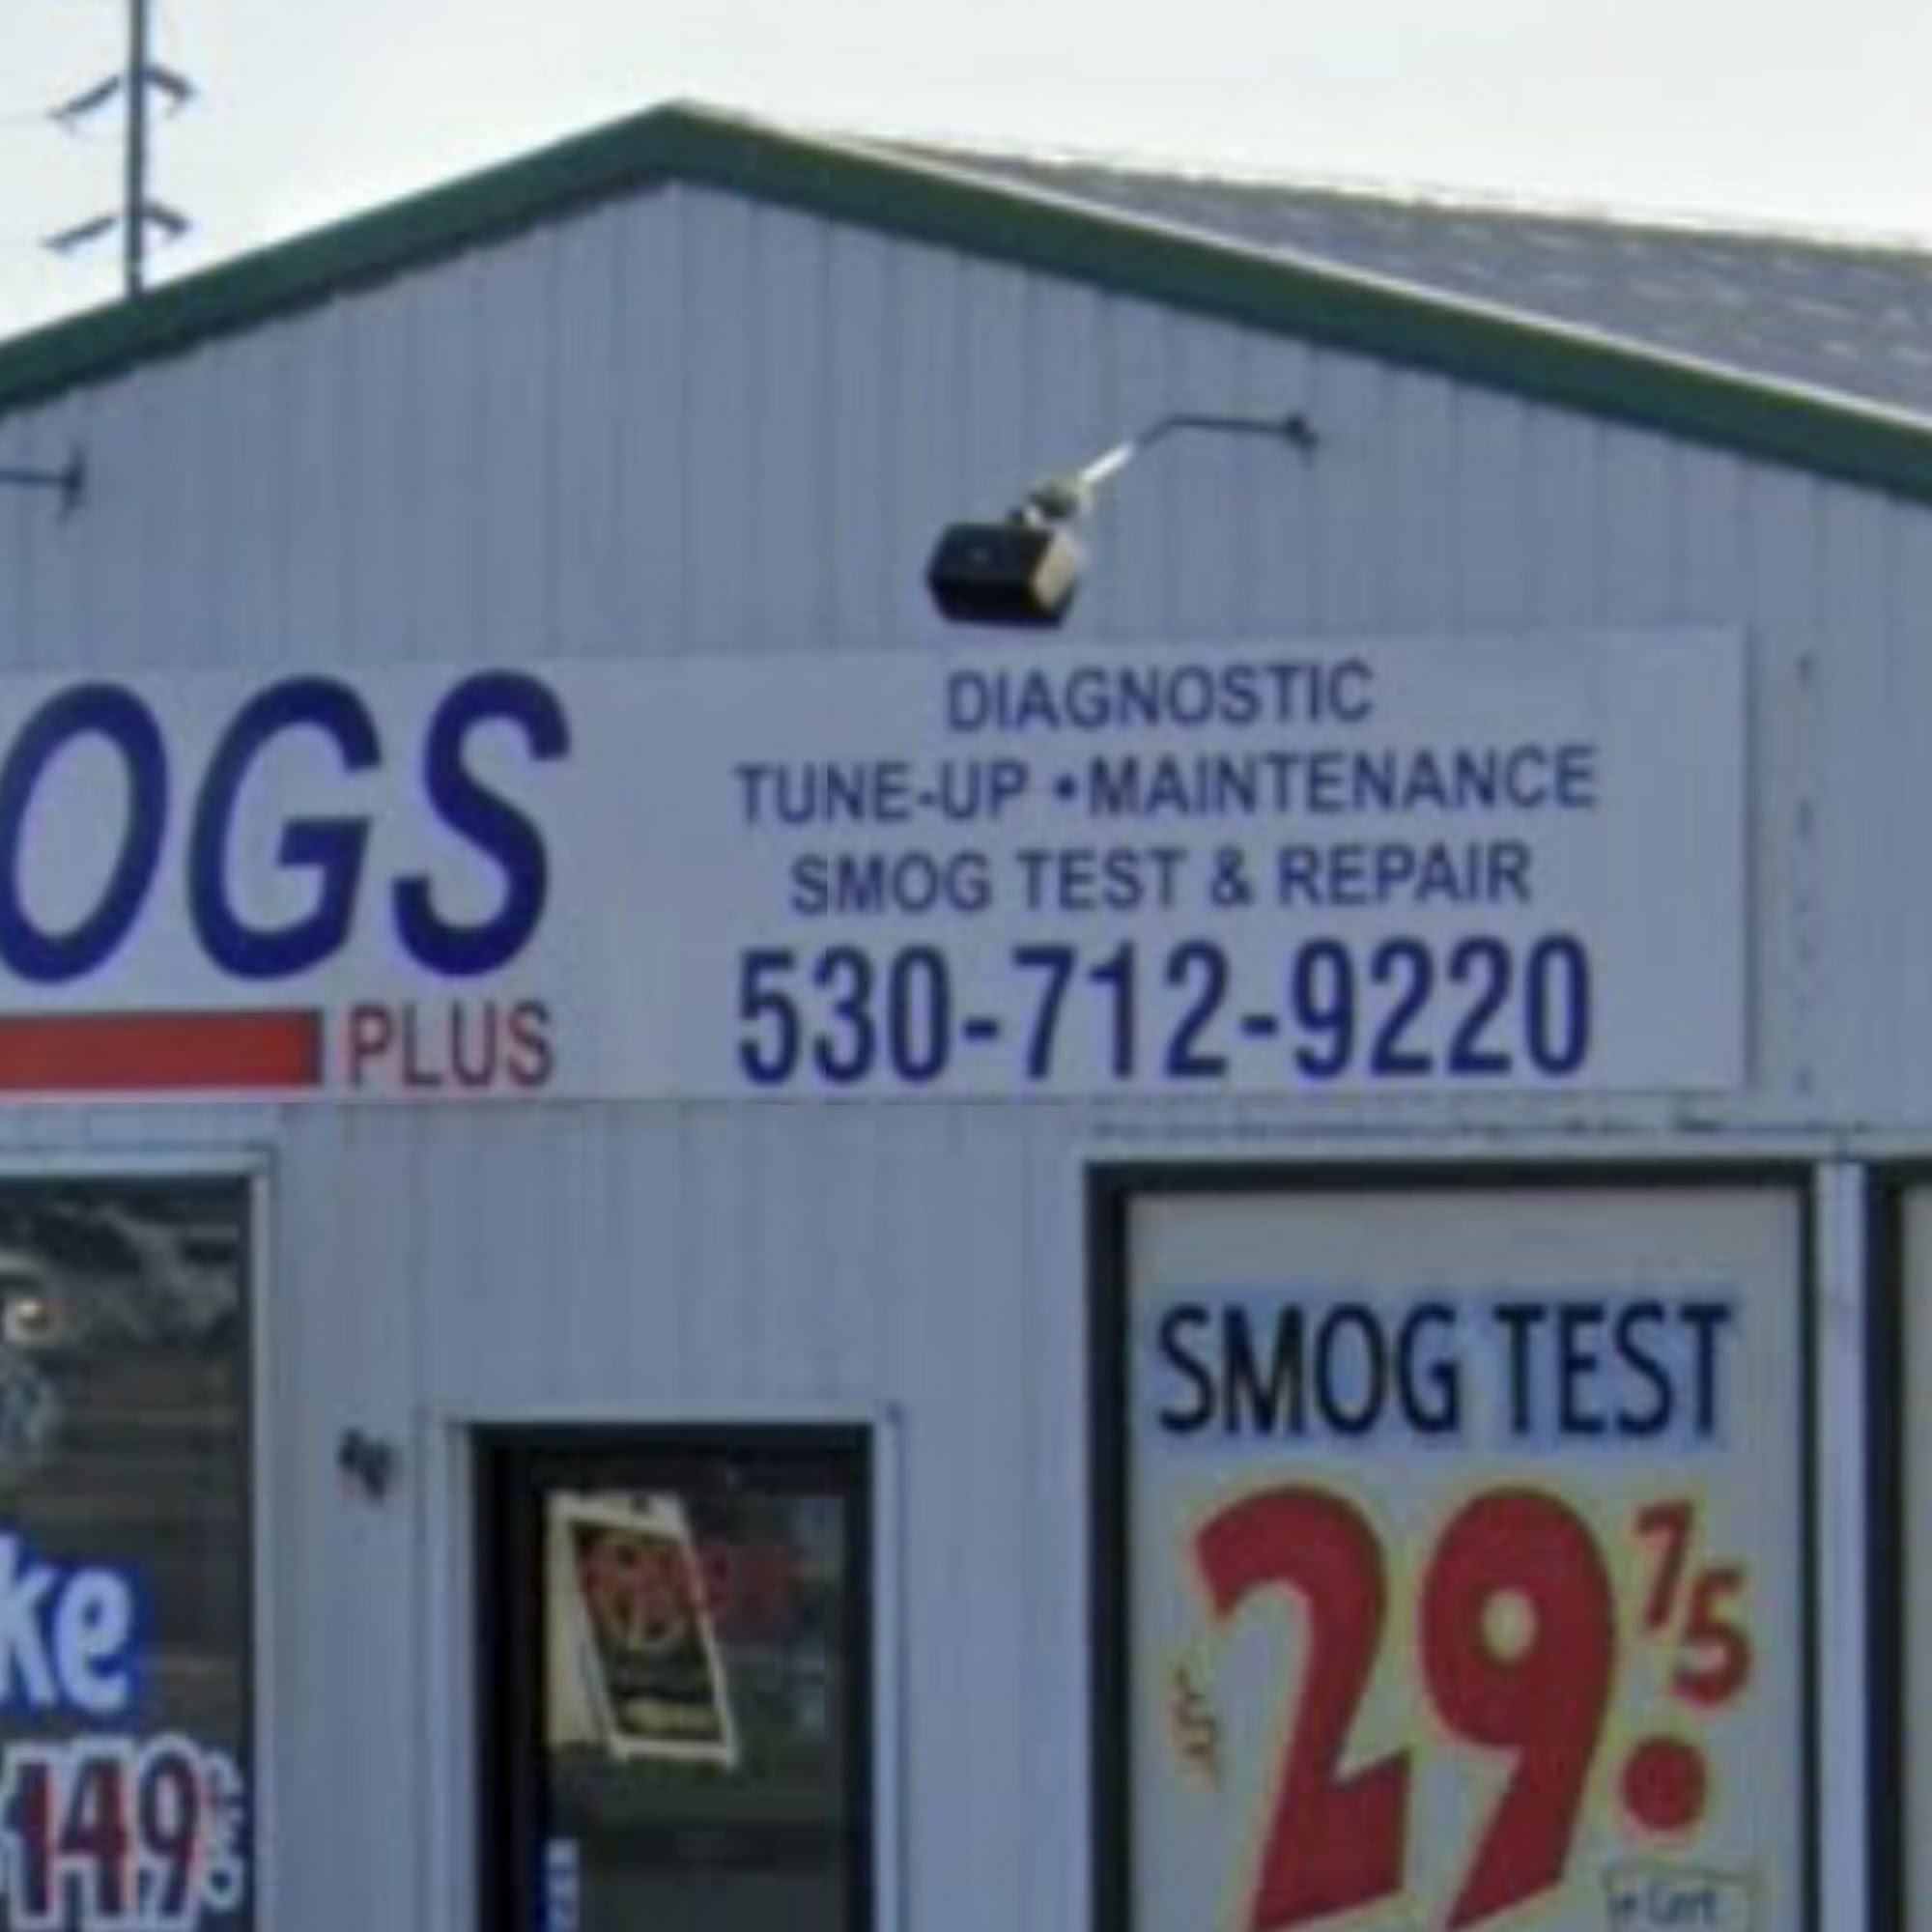 OGS
PLUS
DIAGNOSTIC
TUNE-UP • MAINTENANCE
SMOG TEST & REPAIR
530-712-9220
SMOG TEST
29 75
ke
149